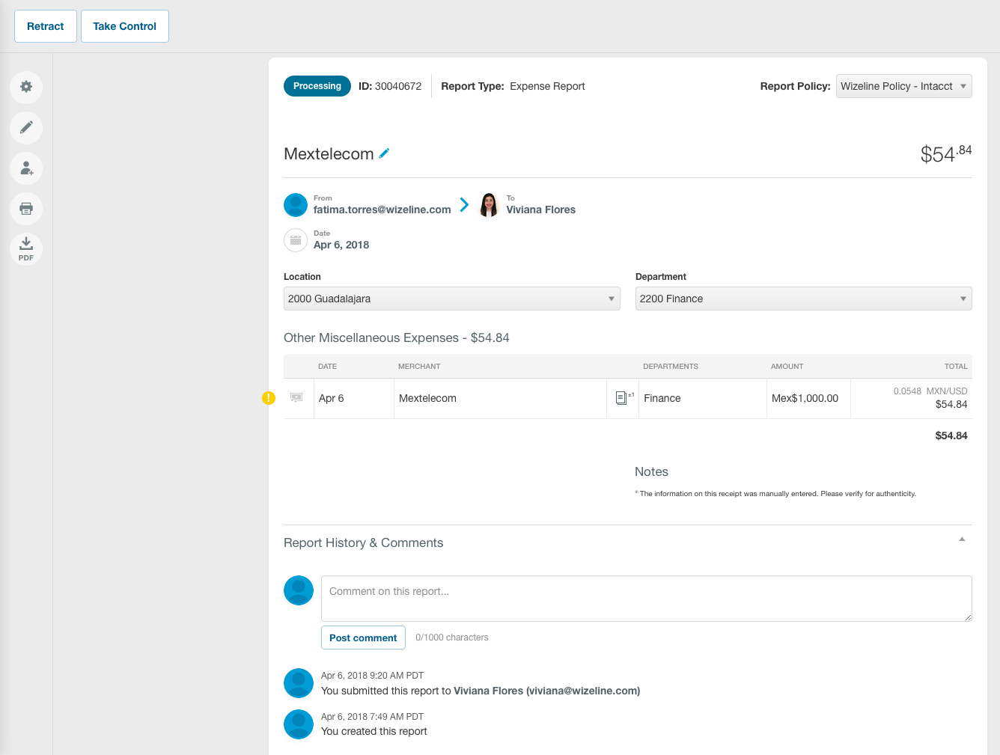 Retract Take Control
Processing ID: 30040672 Report Type: Expense Report Report Policy: Wizeline Policy - Intacct
Mextelecom $54.84
From
fatima.torres@wizeline.com
To
Viviana Flores
Date
Apr 6, 2018
PDF
Location Department
2000 Guadalajara 2200 Finance
Other Miscellaneous Expenses - $54.84
DATE MERCHANT DEPARTMENTS AMOUNT TOTAL
! Apr 6 Mextelecom ±1 Finance Mex$1,000.00 0.0548 MXN/USD
$54.84
$54.84
Notes
± The information on this receipt was manually entered. Please verify for authenticity.
Report History & Comments
Comment on this report...
Post comment 0/1000 characters
Apr 6, 2018 9:20 AM PDT
You submitted this report to Viviana Flores (viviana@wizeline.com)
Apr 6, 2018 7:49 AM PDT
You created this report